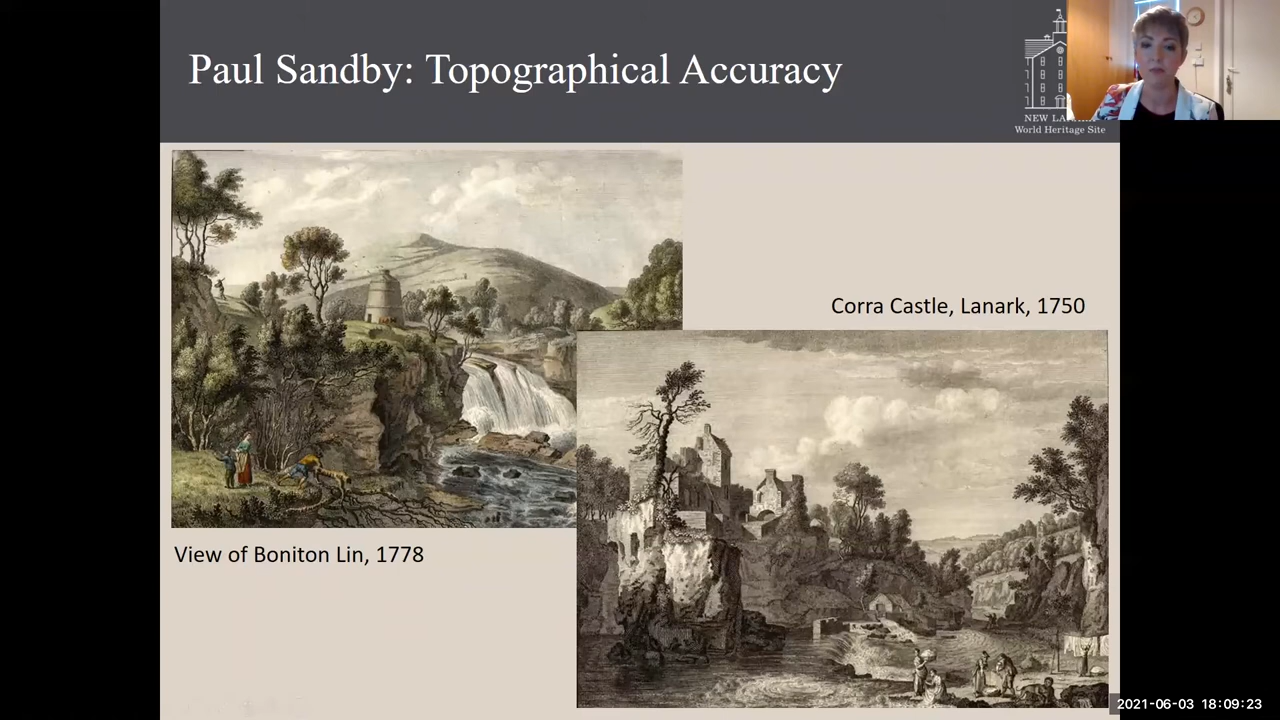 Paul Sandby: Topographical Accuracy
NEW LA
World Heritage Site
Corra Castle, Lanark, 1750
View of Boniton Lin, 1778
2021-06-03 18:09:23